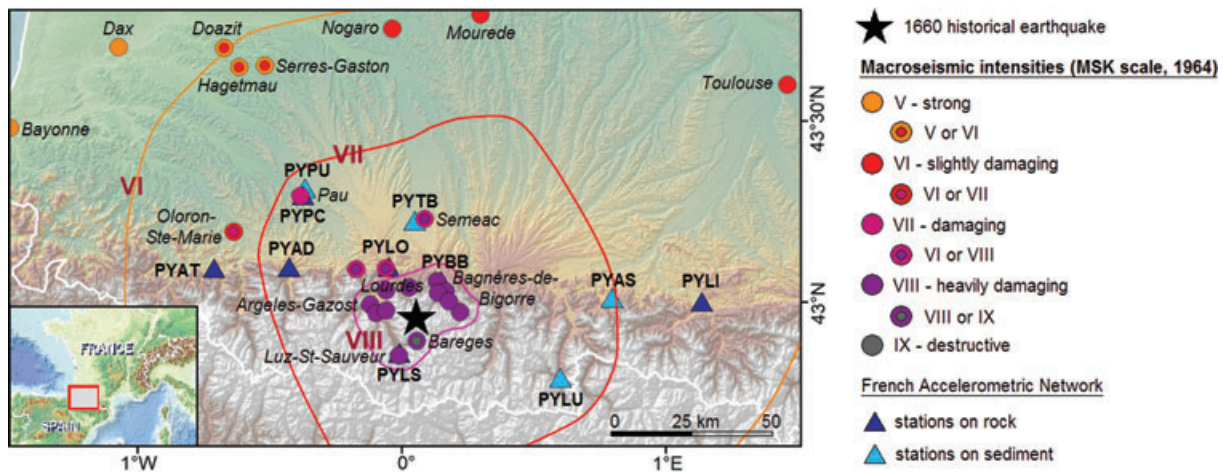 Dax
Doazit
Nogaro
Mourede
Serres-Gaston
Hagetmau
Toulouse
Bayonne
43°30'N
VII
VI
PYPU
Pau
PYPC
PYTB
Semeac
Oloron-
Ste-Marie
PYAT
PYAD
PYLO
PYBB
Bagnères-de-
Bigorre
Lourdes
Argeles-Gazost
PYAS
PYLI
43°N
VIII
Bareges
Luz-St-Sauveur
PYLS
PYLU
FRANCE
SPAIN
0 25 km 50
1°W
0°
1°E
1660 historical earthquake
Macroseismic intensities (MSK scale, 1964)
V - strong
V or VI
VI - slightly damaging
VI or VII
VII - damaging
VI or VIII
VIII - heavily damaging
VIII or IX
IX - destructive
French Accelerometric Network
stations on rock
stations on sediment